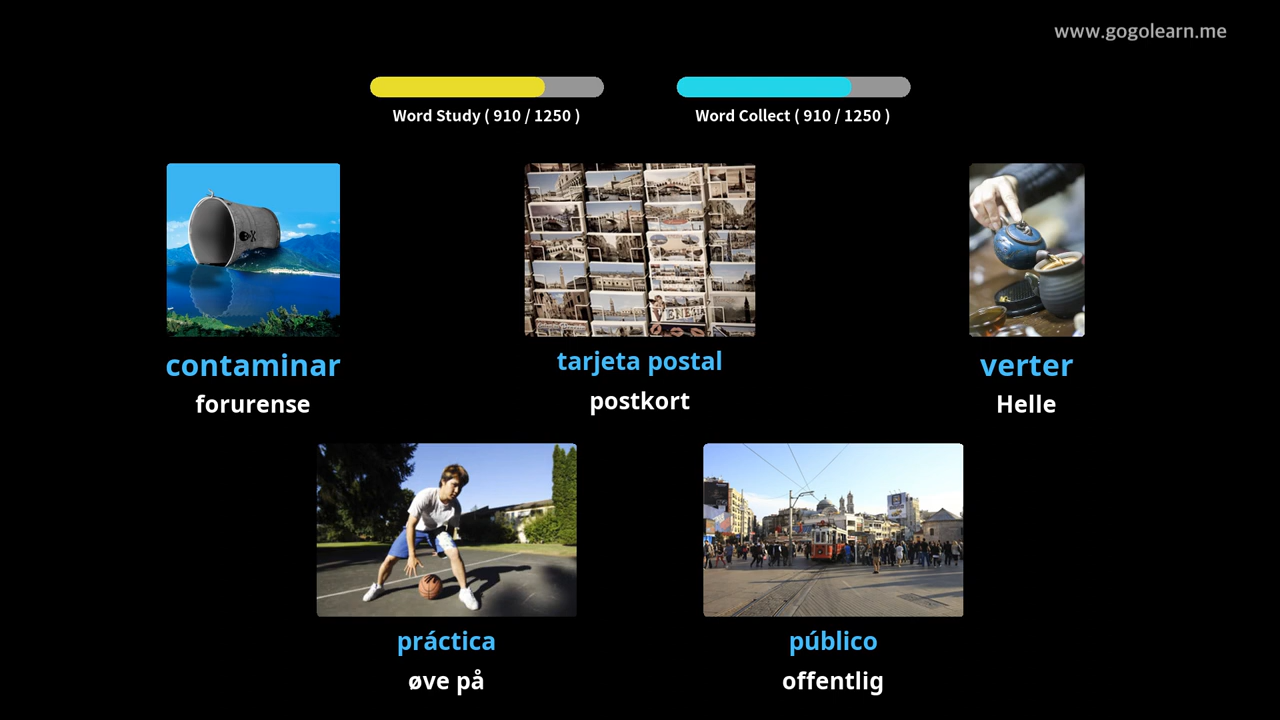 www.gogolearn.me
Word Study ( 910 / 1250 )
Word Collect ( 910 / 1250 )
contaminar
forurense
tarjeta postal
postkort
verter
Helle
práctica
øve på
público
offentlig